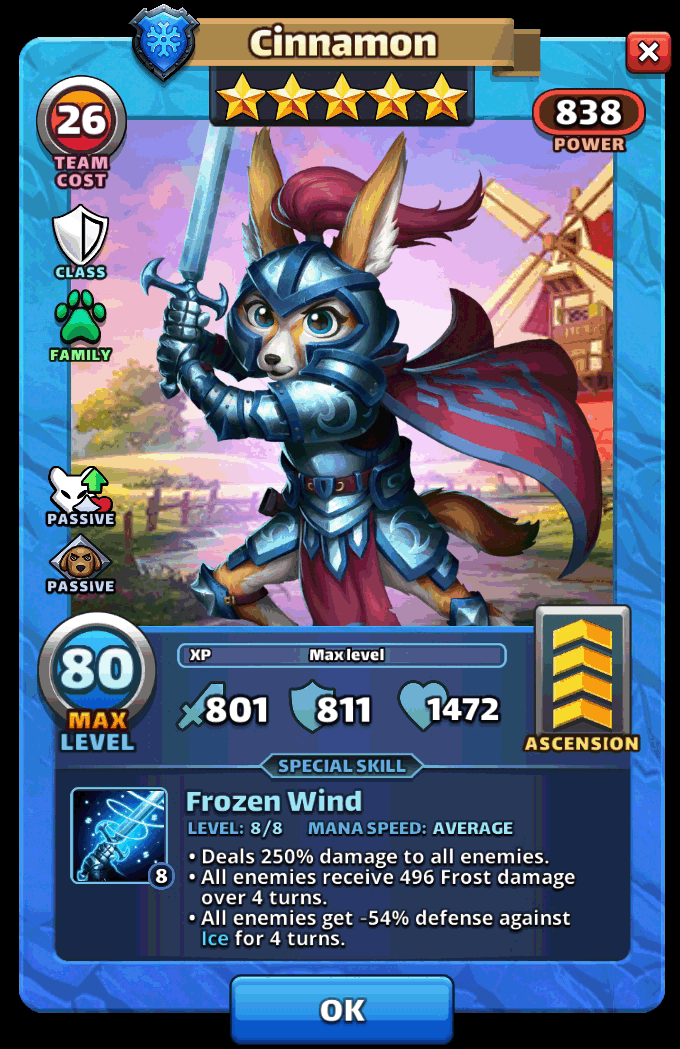 Cinnamon
26
TEAM
COST
838
POWER
CLASS
FAMILY
PASSIVE
PASSIVE
80
MAX
LEVEL
XP Max level
801 811 1472
ASCENSION
SPECIAL SKILL
Frozen Wind
LEVEL: 8/8 MANA SPEED: AVERAGE
8
• Deals 250% damage to all enemies.
• All enemies receive 496 Frost damage
over 4 turns.
• All enemies get -54% defense against
Ice for 4 turns.
OK